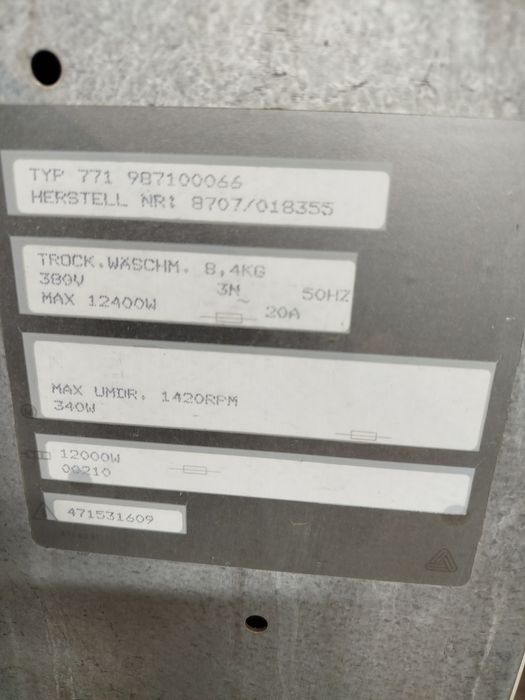 TYP 771 987100066
HERSTELL NR: 8707/018355
TROCK.WÄSCHM. 8,4KG
380V 3N~ 50HZ
MAX 12400W 20A
MAX UMDR. 1420RPM
340W
12000W
00210
471531609